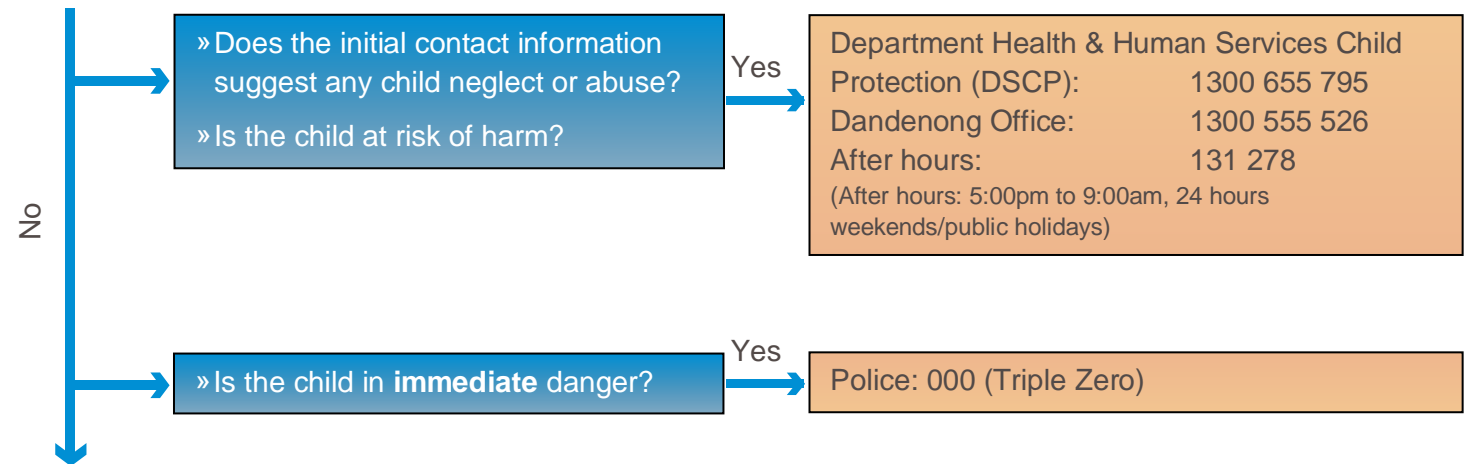 » Does the initial contact information
suggest any child neglect or abuse?
» Is the child at risk of harm?
Yes
Department Health & Human Services Child
Protection (DSCP): 1300 655 795
Dandenong Office: 1300 555 526
After hours: 131 278
(After hours: 5:00pm to 9:00am, 24 hours
weekends/public holidays)
No
» Is the child in immediate danger?
Yes
Police: 000 (Triple Zero)